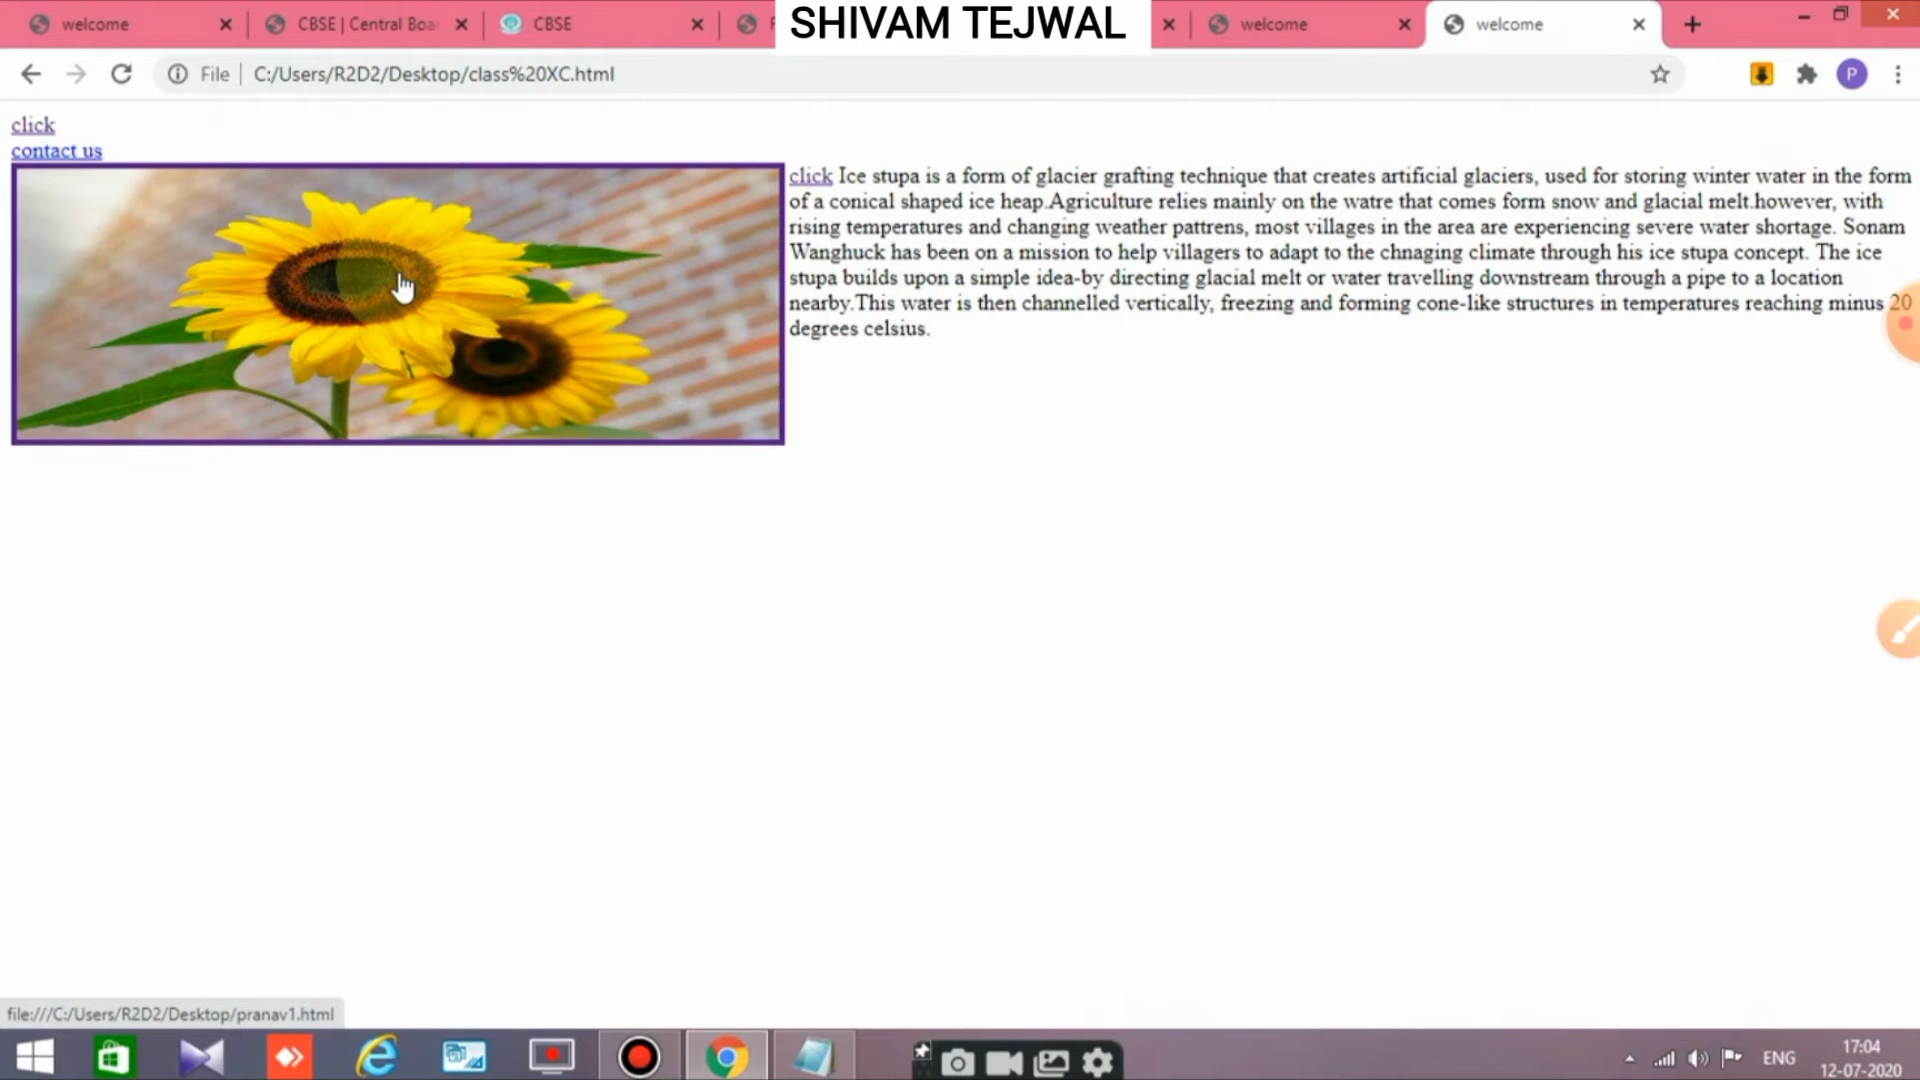 welcome
CBSE | Central Boa
CBSE
SHIVAM TEJWAL
welcome
welcome
File
C:/Users/R2D2/Desktop/class%20XC.html
P
click
contact us
click Ice stupa is a form of glacier grafting technique that creates artificial glaciers, used for storing winter water in the form
of a conical shaped ice heap.Agriculture relies mainly on the watre that comes form snow and glacial melt.however, with
rising temperatures and changing weather pattrens, most villages in the area are experiencing severe water shortage. Sonam
Wanghuck has been on a mission to help villagers to adapt to the chnaging climate through his ice stupa concept. The ice
stupa builds upon a simple idea-by directing glacial melt or water travelling downstream through a pipe to a location
nearby.This water is then channelled vertically, freezing and forming cone-like structures in temperatures reaching minus 20
degrees celsius.
file:///C:/Users/R2D2/Desktop/pranav1.html
ENG
17:04
12-07-2020